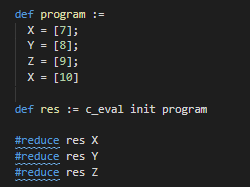 def program :=
X = [7];
Y = [8];
Z = [9];
X = [10]
def res := c_eval init program
#reduce res X
#reduce res Y
#reduce res Z